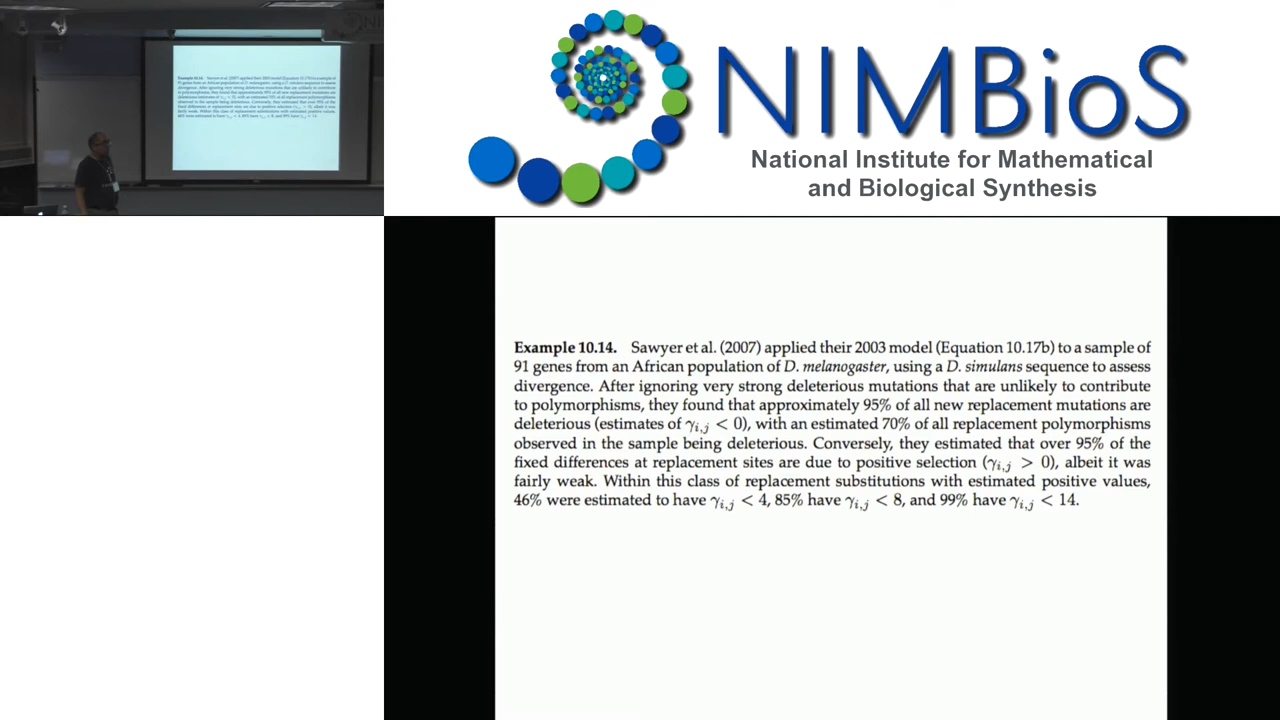 NIMBioS
National Institute for Mathematical
and Biological Synthesis
Example 10.14. Sawyer et al. (2007) applied their 2003 model (Equation 10.17b) to a sample of
91 genes from an African population of D. melanogaster, using a D. simulans sequence to assess
divergence. After ignoring very strong deleterious mutations that are unlikely to contribute
to polymorphisms, they found that approximately 95% of all new replacement mutations are
deleterious (estimates of γi,j < 0), with an estimated 70% of all replacement polymorphisms
observed in the sample being deleterious. Conversely, they estimated that over 95% of the
fixed differences at replacement sites are due to positive selection (γi,j > 0), albeit it was
fairly weak. Within this class of replacement substitutions with estimated positive values,
46% were estimated to have γi,j < 4, 85% have γi,j < 8, and 99% have γi,j < 14.